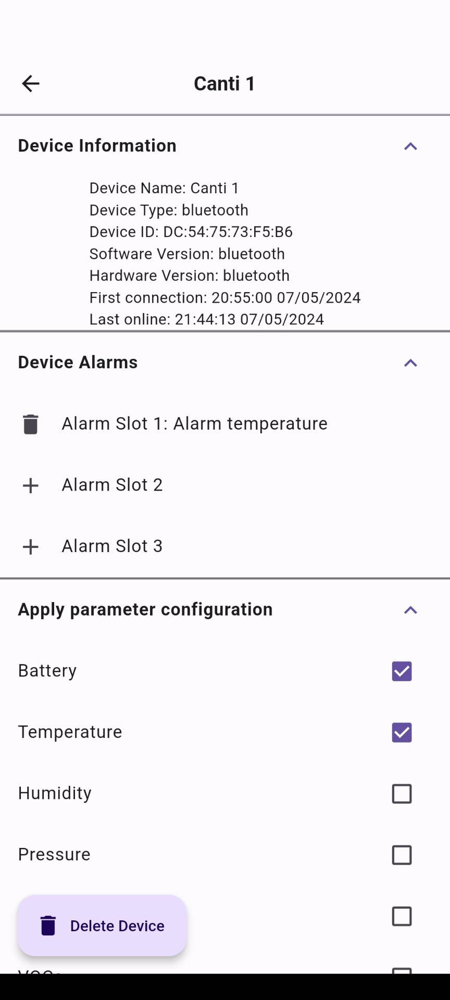 Canti 1
Device Information
Device Name: Canti 1
Device Type: bluetooth
Device ID: DC:54:75:73:F5:B6
Software Version: bluetooth
Hardware Version: bluetooth
First connection: 20:55:00 07/05/2024
Last online: 21:44:13 07/05/2024
Device Alarms
Alarm Slot 1: Alarm temperature
Alarm Slot 2
Alarm Slot 3
Apply parameter configuration
Battery
Temperature
Humidity
Pressure
Delete Device